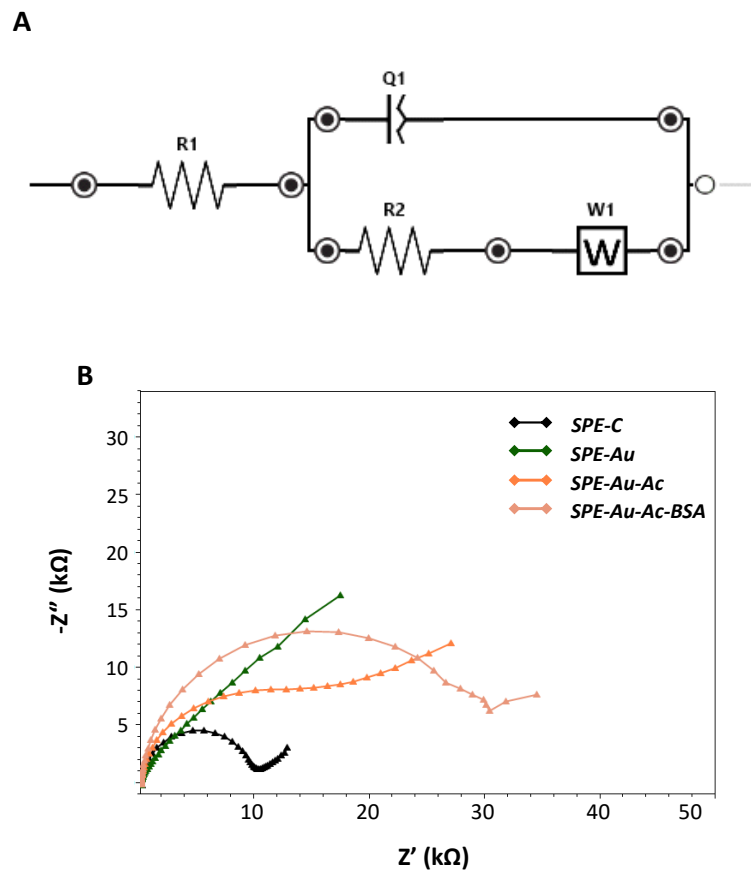 A
Q1
R1
R2
W1
W
B
SPE-C
SPE-Au
SPE-Au-Ac
SPE-Au-Ac-BSA
30
25
20
15
10
5
-Z″ (kΩ)
10
20
30
40
50
Z′ (kΩ)